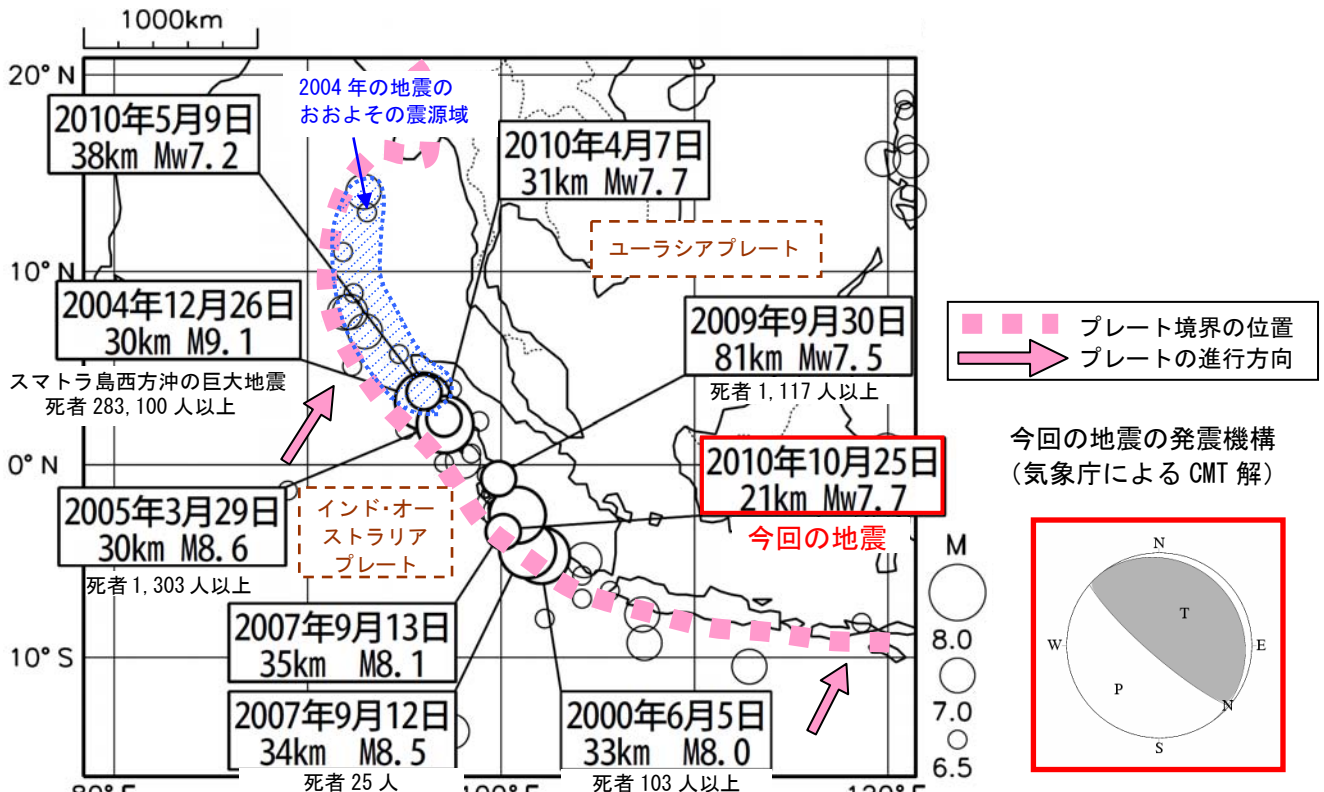 1000km
20°N
2004 年の地震の
おおよその震源域
2010年5月9日
38km Mw7.2
2010年4月7日
31km Mw7.7
ユーラシアプレート
10°N
2004年12月26日
30km M9.1
スマトラ島西方沖の巨大地震
死者 283,100 人以上
2009年9月30日
81km Mw7.5
死者 1,117 人以上
プレート境界の位置
プレートの進行方向
0°N
2010年10月25日
21km Mw7.7
今回の地震
今回の地震の発震機構
（気象庁による CMT 解）
2005年3月29日
30km M8.6
死者 1,303 人以上
インド・オー
ストラリア
プレート
2007年9月13日
35km M8.1
10°S
2007年9月12日
34km M8.5
死者 25 人
2000年6月5日
33km M8.0
死者 103 人以上
M
8.0
7.0
6.5
N
T
W
E
P
N
S
80°E
100°E
120°E